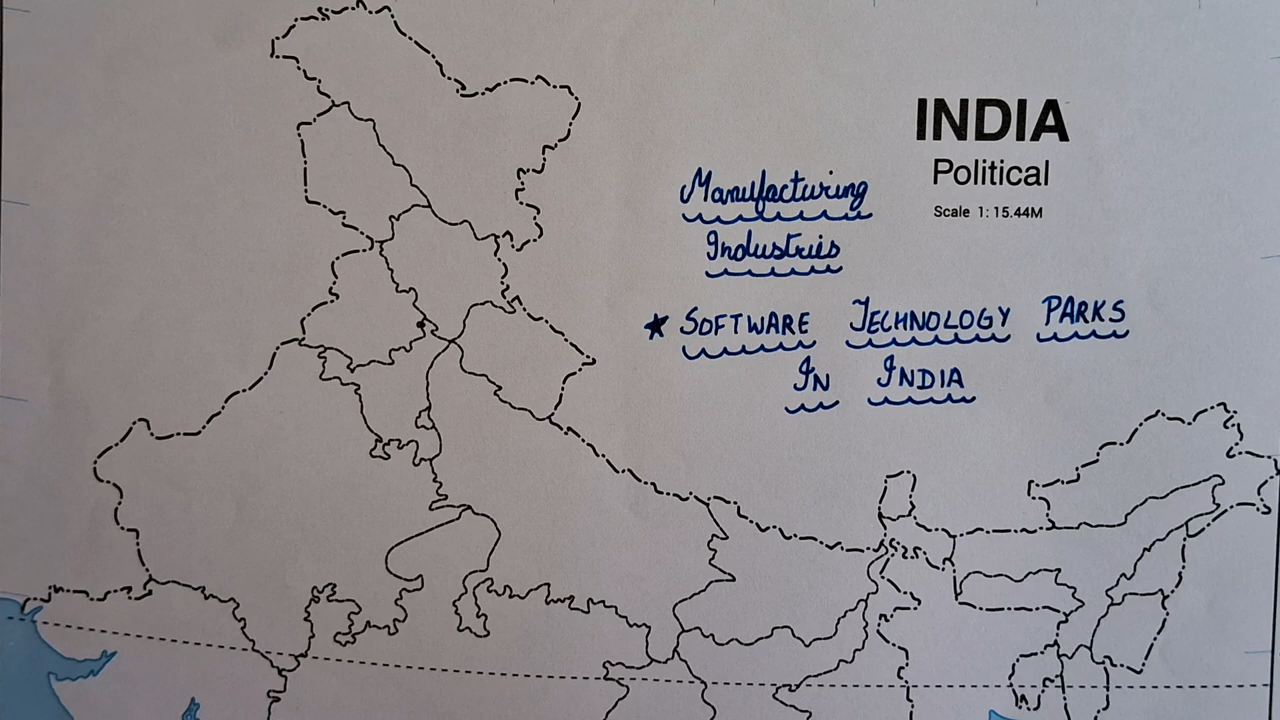 INDIA
Political
Scale 1:15.44M
Manufacturing
Industries
★ SOFTWARE TECHNOLOGY PARKS
IN INDIA